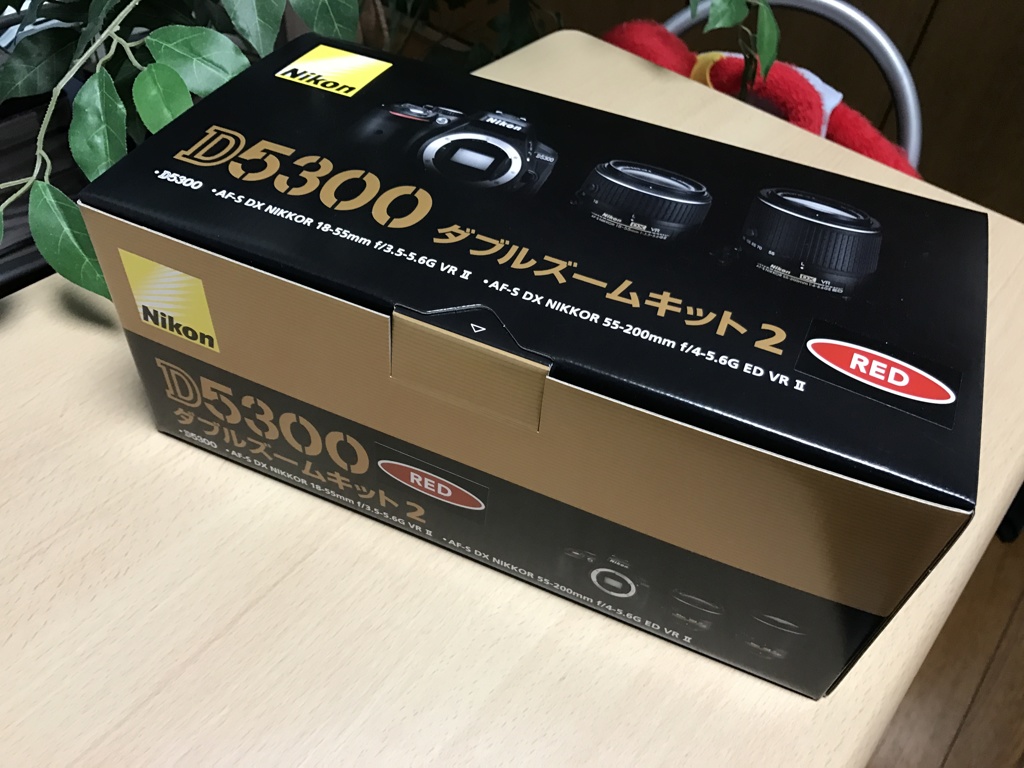 Nikon
Nikon
D5300
D5300
・D5300 ・AF-S DX NIKKOR 18-55mm f/3.5-5.6G VR II ・AF-S DX NIKKOR 55-200mm f/4-5.6G ED VR II
ダブルズームキット2
RED
Nikon
D5300
ダブルズームキット2
RED
・D5300 ・AF-S DX NIKKOR 18-55mm f/3.5-5.6G VR II ・AF-S DX NIKKOR 55-200mm f/4-5.6G ED VR II
Nikon